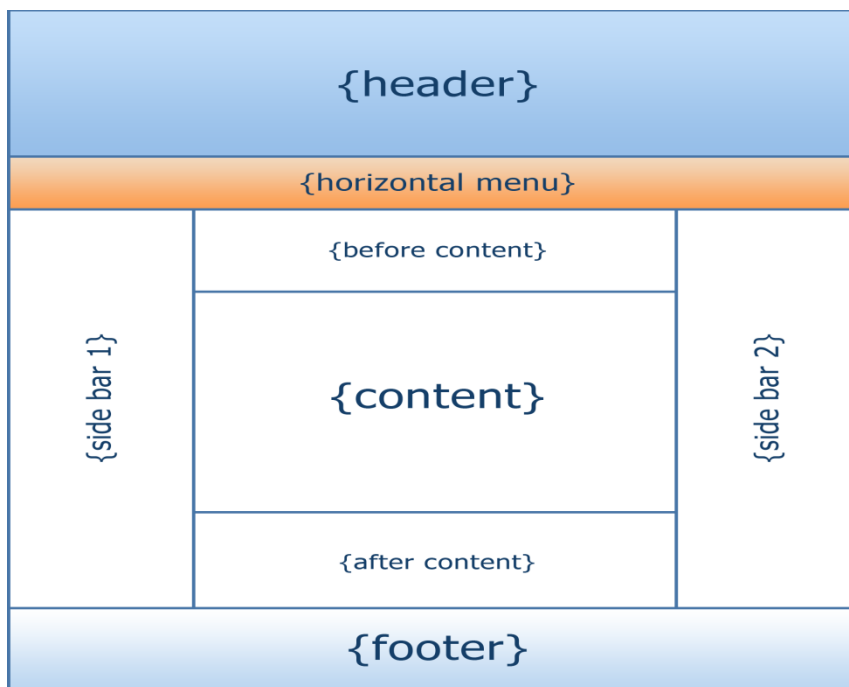 {header}
{horizontal menu}
{side bar 1}
{before content}
{content}
{after content}
{side bar 2}
{footer}